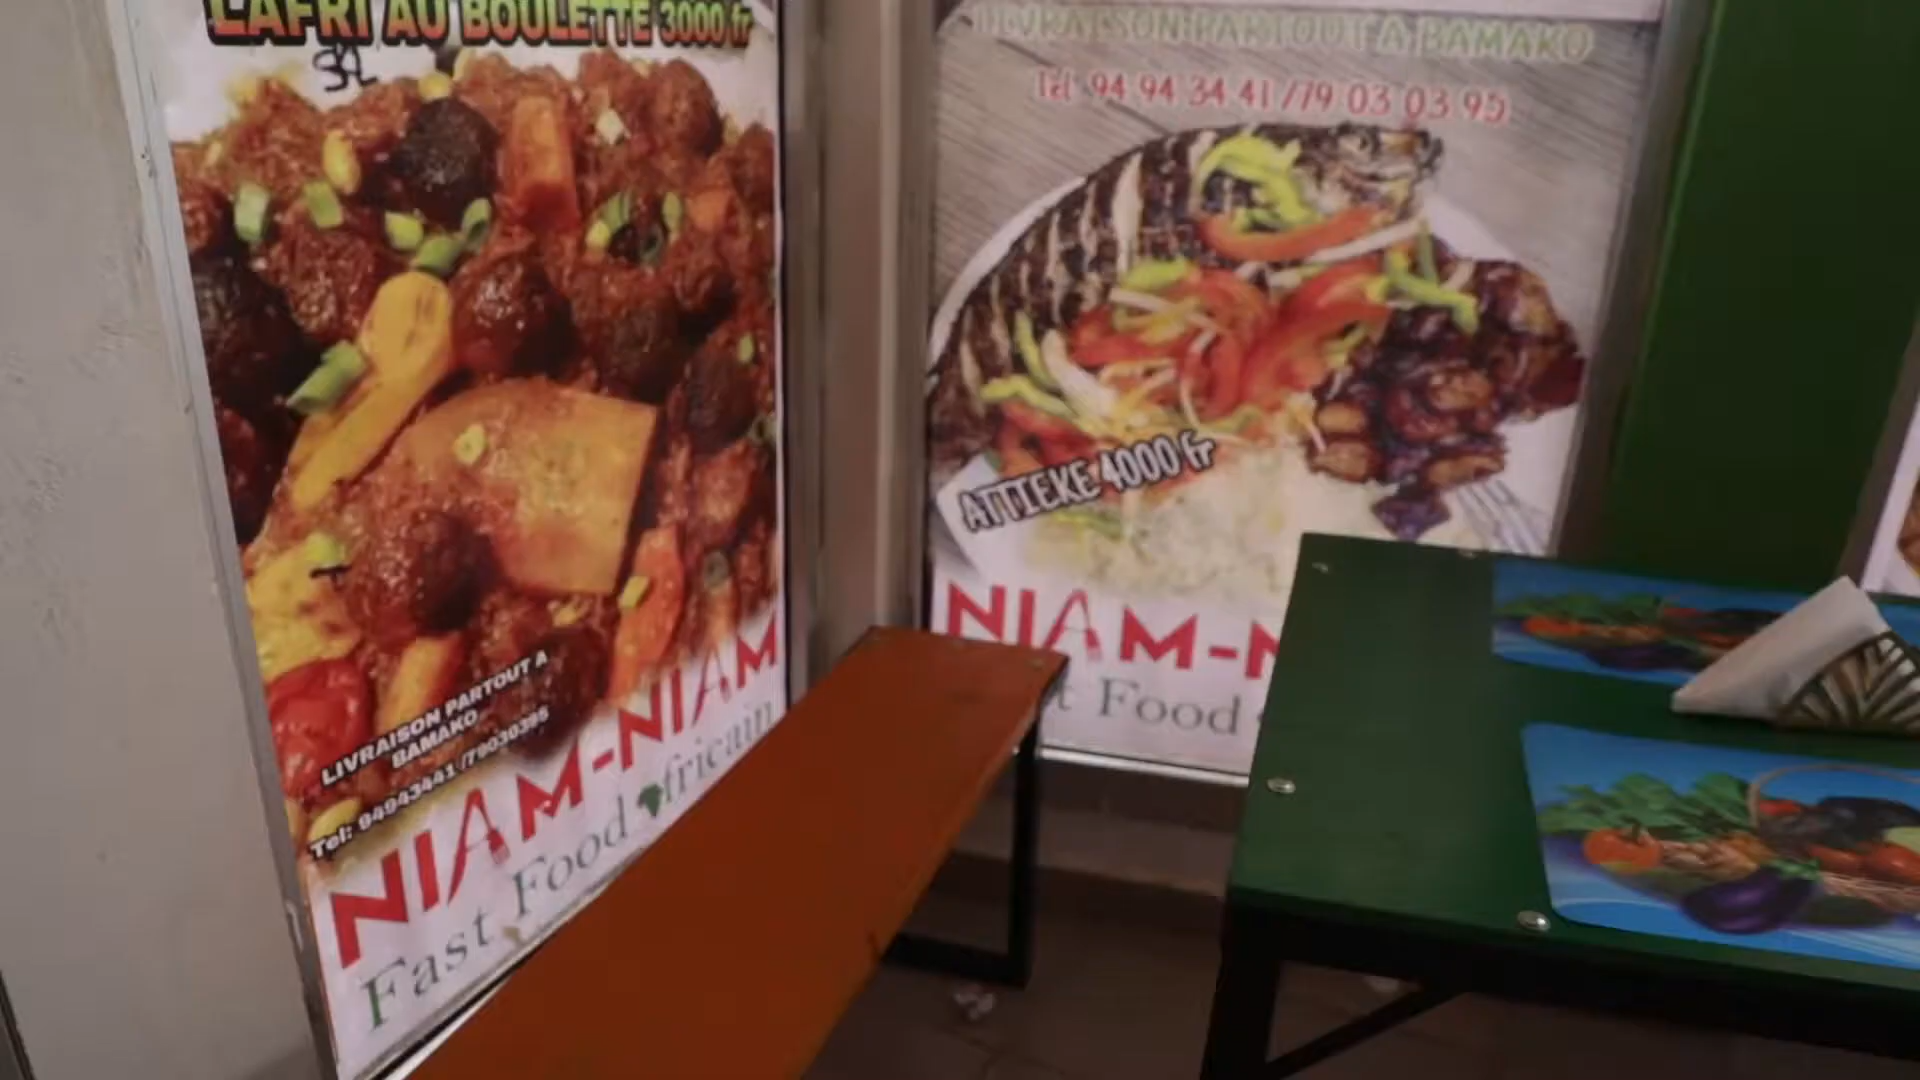 LAFRI AU BOULETTE 3000 fr
LIVRAISON PARTOUT A
BAMAKO
Tel: 94943441 /79030395
NIAM-NIAM
Fast Food africain
LIVRAISON PARTOUT A BAMAKO
Tel 94 94 34 41 /79 03 03 95
ATTIEKE 4000 fr
NIAM-
Food